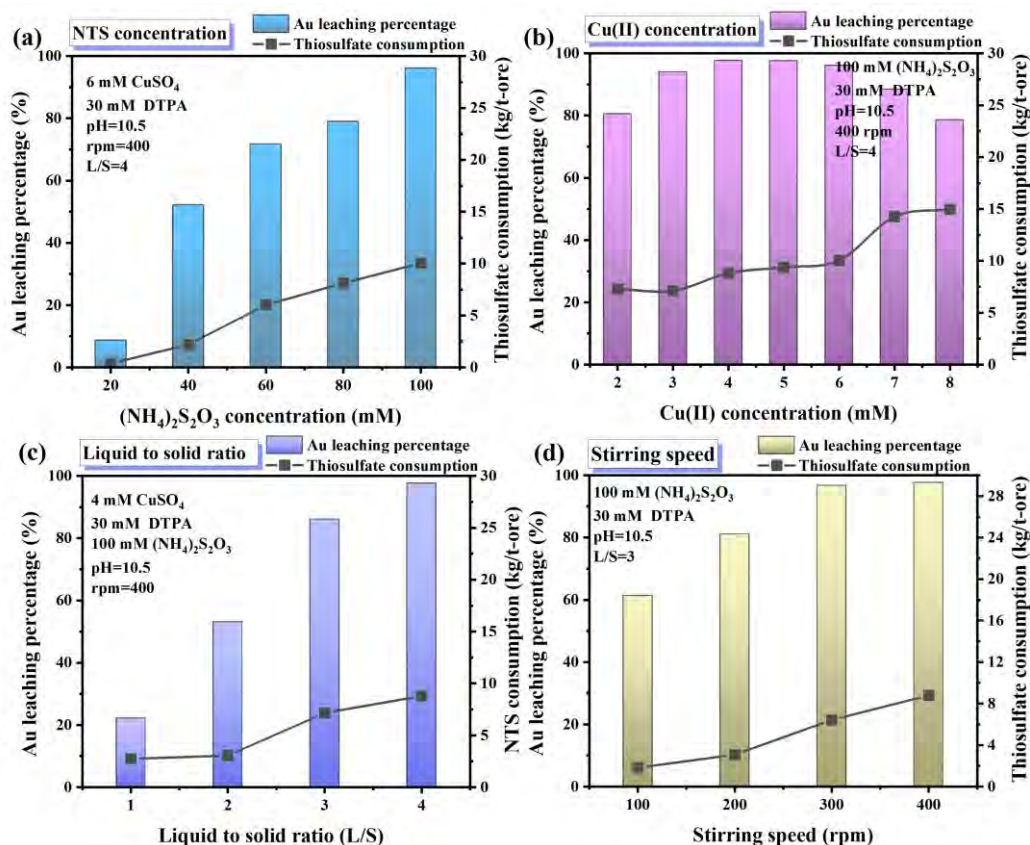 (a)
NTS concentration
Au leaching percentage
Thiosulfate consumption
6 mM CuSO₄
30 mM DTPA
pH=10.5
rpm=400
L/S=4
Au leaching percentage (%)
100
80
60
40
20
0
Thiosulfate consumption (kg/t-ore)
30
25
20
15
10
5
0
20 40 60 80 100
(NH₄)₂S₂O₃ concentration (mM)
(b)
Cu(II) concentration
Au leaching percentage
Thiosulfate consumption
100 mM (NH₄)₂S₂O₃
30 mM DTPA
pH=10.5
400 rpm
L/S=4
Au leaching percentage (%)
100
80
60
40
20
0
Thiosulfate consumption (kg/t-ore)
30
25
20
15
10
5
0
2 3 4 5 6 7 8
Cu(II) concentration (mM)
(c)
Liquid to solid ratio
Au leaching percentage
Thiosulfate consumption
4 mM CuSO₄
30 mM DTPA
100 mM (NH₄)₂S₂O₃
pH=10.5
rpm=400
Au leaching percentage (%)
100
80
60
40
20
0
NTS consumption (kg/t-ore)
30
25
20
15
10
5
0
1 2 3 4
Liquid to solid ratio (L/S)
(d)
Stirring speed
Au leaching percentage
Thiosulfate consumption
100 mM (NH₄)₂S₂O₃
30 mM DTPA
pH=10.5
L/S=3
Au leaching percentage (%)
100
80
60
40
20
0
Thiosulfate consumption (kg/t-ore)
28
24
20
16
12
8
4
0
100 200 300 400
Stirring speed (rpm)